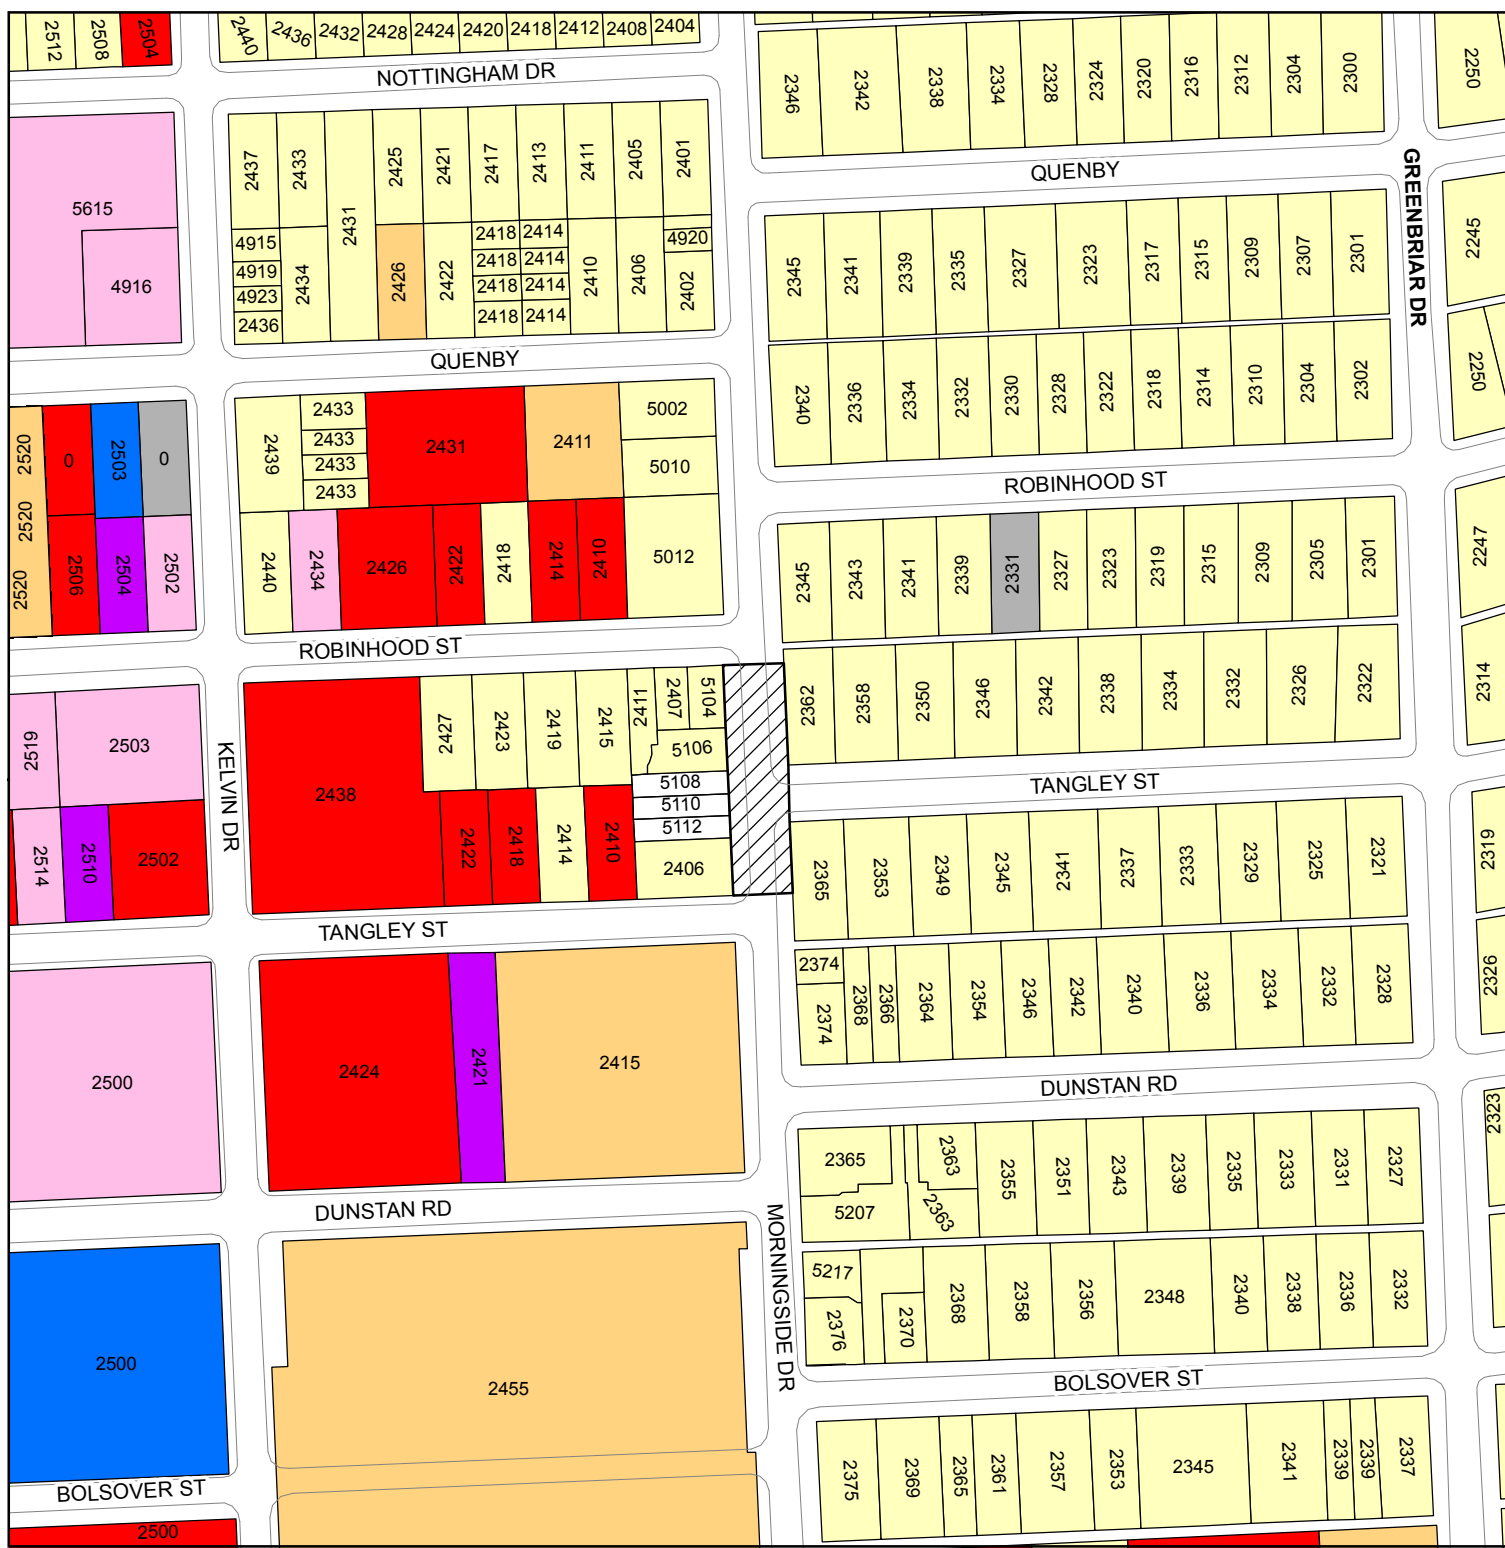 2512 2508 2504
2440 2436 2432 2428 2424 2420 2418 2412 2408 2404
2346 2342 2338 2334 2328 2324 2320 2316 2312 2304 2300
2250
NOTTINGHAM DR
QUENBY
GREENBRIAR DR
5615
4916
2437 2433 2431 2425 2421 2417 2413 2411 2405 2401
4915 2434 2426 2422 2418 2414 2410 2406 4920
4919 2418 2414
4923 2418 2414 2402
2436 2418 2414
QUENBY
2345 2341 2339 2335 2327 2323 2317 2315 2309 2307 2301
2245
2340 2336 2334 2332 2330 2328 2322 2318 2314 2310 2304 2302
2250
2520 0 2503 0
2520
2520 2506 2504 2502
2439 2433 2431 2411 5002
2433
2433 5010
2433
2440 2434 2426 2422 2418 2414 2410 5012
ROBINHOOD ST
ROBINHOOD ST
2345 2343 2341 2339 2331 2327 2323 2319 2315 2309 2305 2301
2247
2362 2358 2350 2346 2342 2338 2334 2332 2326 2322
2314
2519 2503
2514 2510 2502
KELVIN DR
2438 2427 2423 2419 2415 2411 2407 5104
5106
5108
5110
5112
2422 2418 2414 2410 2406
TANGLEY ST
TANGLEY ST
2365 2353 2349 2345 2341 2337 2333 2329 2325 2321
2319
2374 2368 2366 2364 2354 2346 2342 2340 2336 2334 2332 2328
2374
2326
2500
2424 2421 2415
DUNSTAN RD
DUNSTAN RD
2365 2363 2355 2351 2343 2339 2335 2333 2331 2327
5207 2363
2323
MORNINGSIDE DR
5217 2368 2358 2356 2348 2340 2338 2336 2332
2376 2370
2500
2455
BOLSOVER ST
BOLSOVER ST
2375 2369 2365 2361 2357 2353 2345 2341 2339 2339 2337
2500